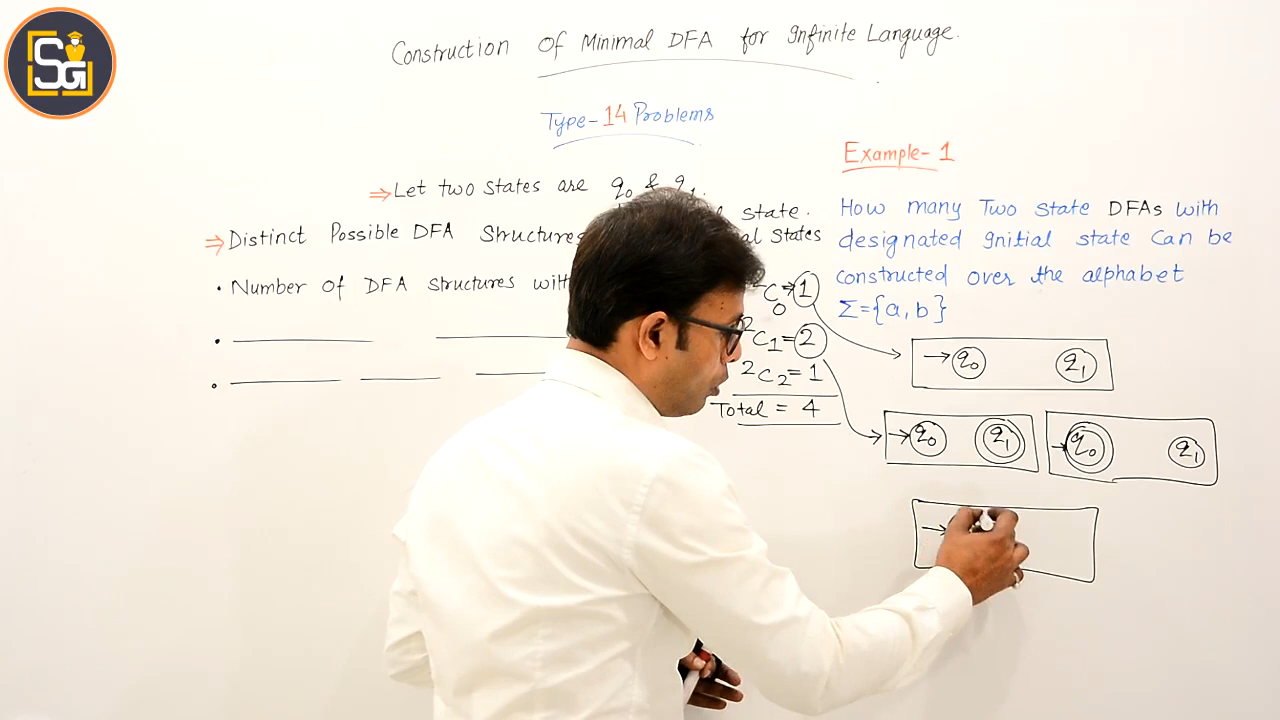 SG
Construction Of Minimal DFA for Infinite Language.
Type-14 Problems
⇒ Let two states are q₀ & q₁.
state.
⇒ Distinct Possible DFA Structures
al States
• Number of DFA structures with
C₀ → 1
²C₁ = 2
²C₂ = 1
Total = 4
Example-1
How many Two state DFAs with
designated Initial state Can be
constructed over the alphabet
Σ={a, b}
→ q₀ q₁
→ q₀ q₁
→ q₀ q₁